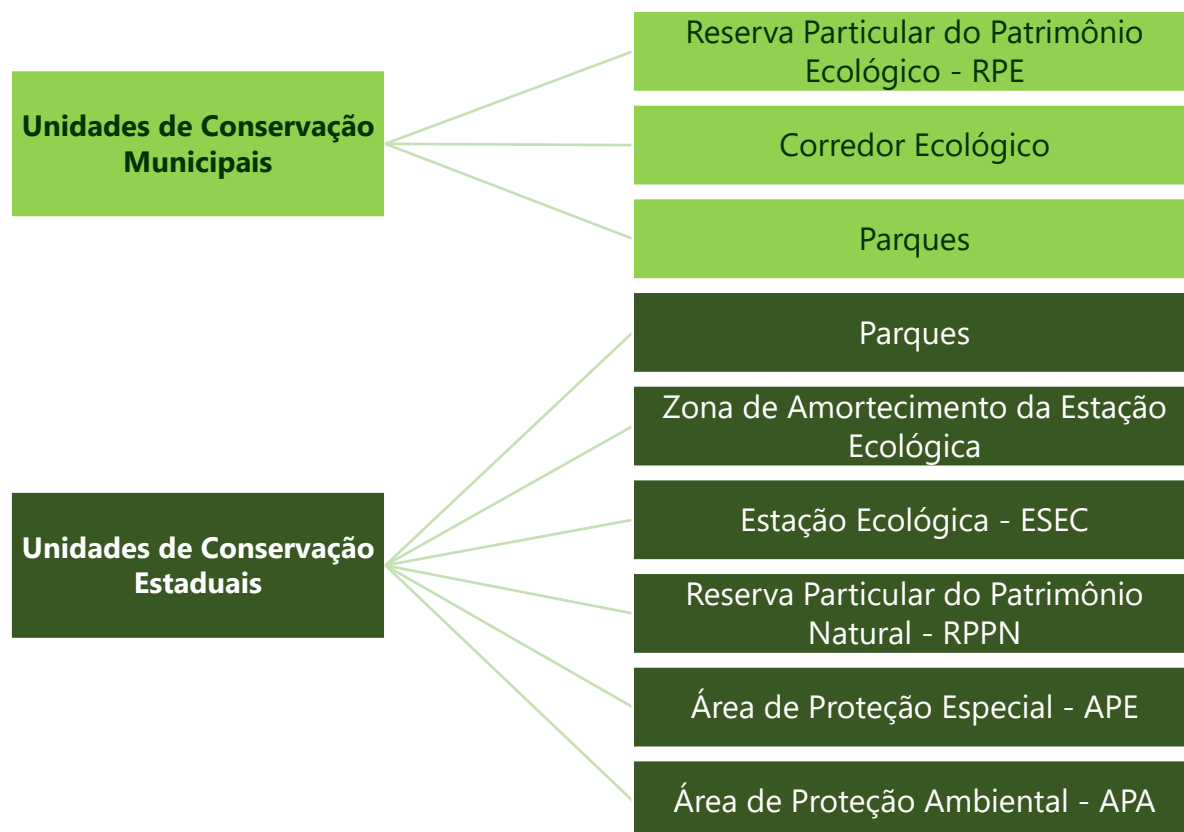 Unidades de Conservação
Municipais
Reserva Particular do Patrimônio
Ecológico - RPE
Corredor Ecológico
Parques
Unidades de Conservação
Estaduais
Parques
Zona de Amortecimento da Estação
Ecológica
Estação Ecológica - ESEC
Reserva Particular do Patrimônio
Natural - RPPN
Área de Proteção Especial - APE
Área de Proteção Ambiental - APA